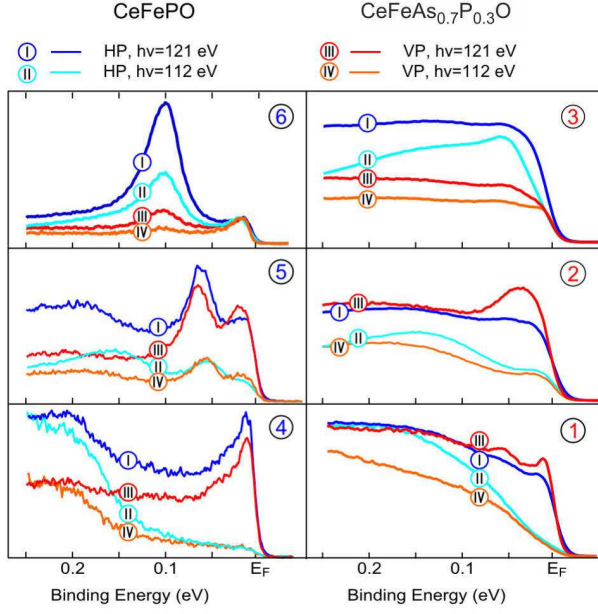 CeFePO
CeFeAs0.7P0.3O
I HP, hν=121 eV
II HP, hν=112 eV
III VP, hν=121 eV
IV VP, hν=112 eV
6
I
II
III
IV
3
I
II
III
IV
5
I
III
II
IV
2
III
I
II
IV
4
I
III
II
IV
1
III
I
II
IV
0.2 0.1 EF
0.2 0.1 EF
Binding Energy (eV)
Binding Energy (eV)